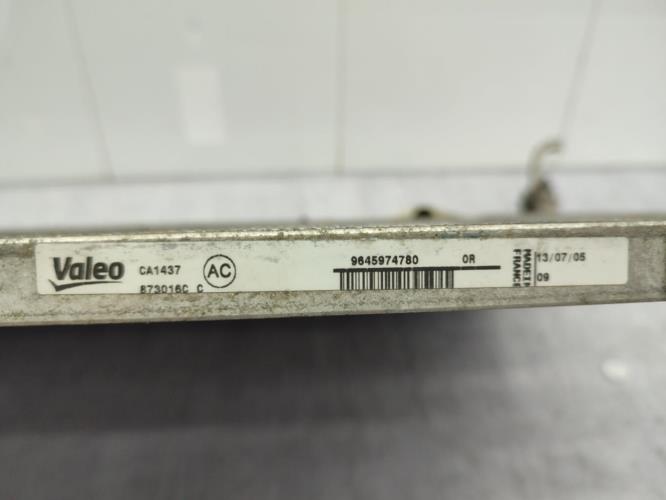 Valeo
CA1437
873016C C
AC
9645974780 0R
MADE IN
FRANCE
13/07/05
09